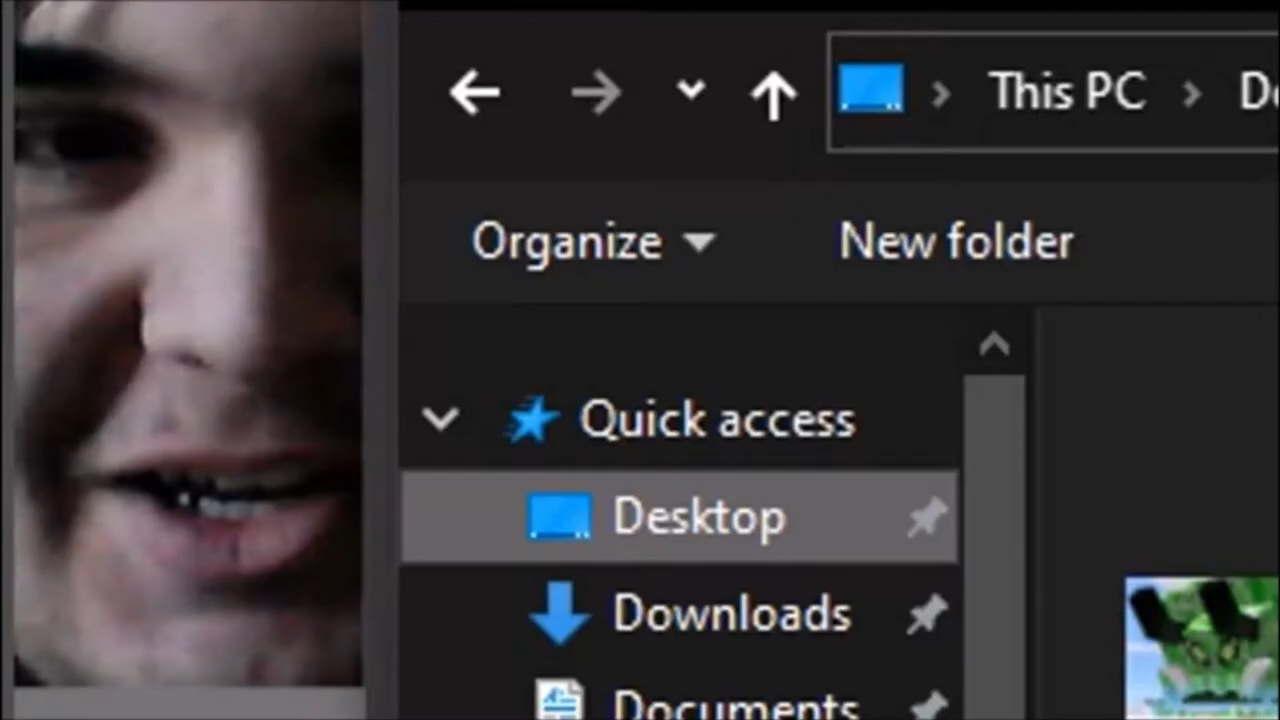 This PC
Organize
New folder
Quick access
Desktop
Downloads
Documents